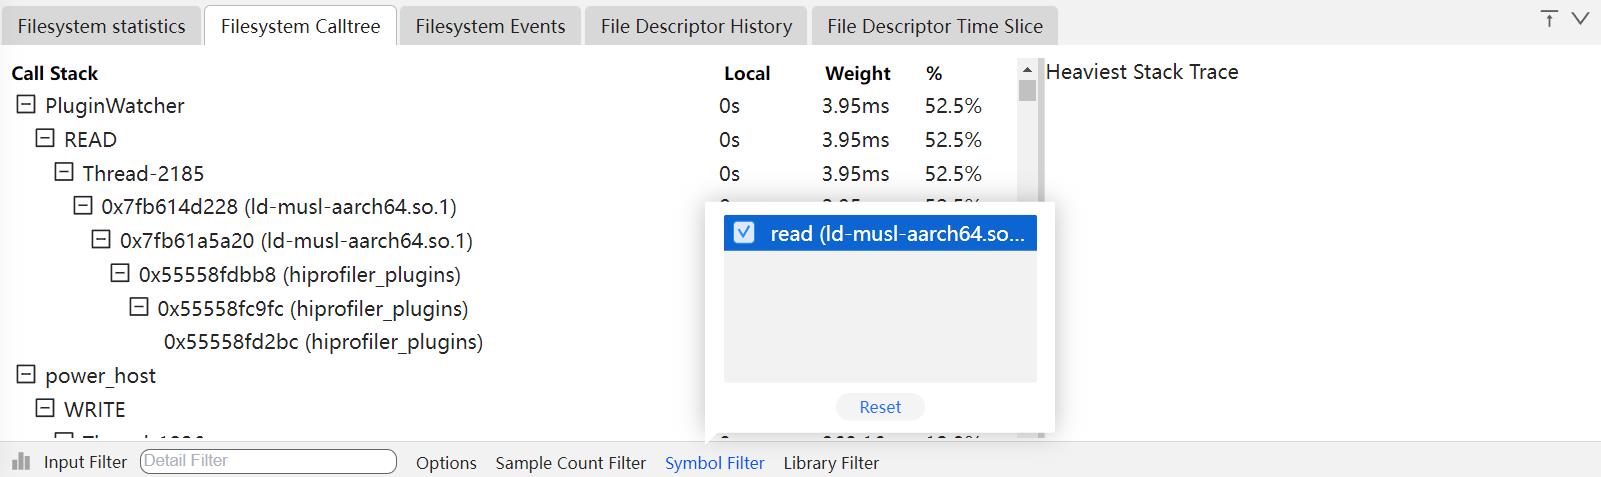 Filesystem statistics Filesystem Calltree Filesystem Events File Descriptor History File Descriptor Time Slice
Call Stack Local Weight % Heaviest Stack Trace
PluginWatcher 0s 3.95ms 52.5%
READ 0s 3.95ms 52.5%
Thread-2185 0s 3.95ms 52.5%
0x7fb614d228 (ld-musl-aarch64.so.1)
read (ld-musl-aarch64.so...
0x7fb61a5a20 (ld-musl-aarch64.so.1)
0x55558fdbb8 (hiprofiler_plugins)
0x55558fc9fc (hiprofiler_plugins)
0x55558fd2bc (hiprofiler_plugins)
power_host
WRITE
Reset
Input Filter Detail Filter Options Sample Count Filter Symbol Filter Library Filter